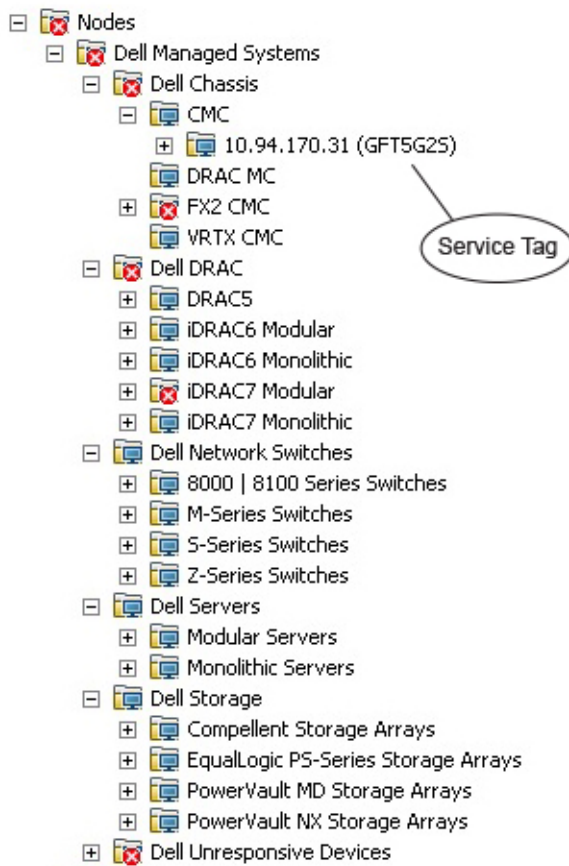 Nodes
Dell Managed Systems
Dell Chassis
CMC
10.94.170.31 (GFT5G2S)
DRAC MC
FX2 CMC
VRTX CMC
Service Tag
Dell DRAC
DRAC5
iDRAC6 Modular
iDRAC6 Monolithic
iDRAC7 Modular
iDRAC7 Monolithic
Dell Network Switches
8000 | 8100 Series Switches
M-Series Switches
S-Series Switches
Z-Series Switches
Dell Servers
Modular Servers
Monolithic Servers
Dell Storage
Compellent Storage Arrays
EqualLogic PS-Series Storage Arrays
PowerVault MD Storage Arrays
PowerVault NX Storage Arrays
Dell Unresponsive Devices